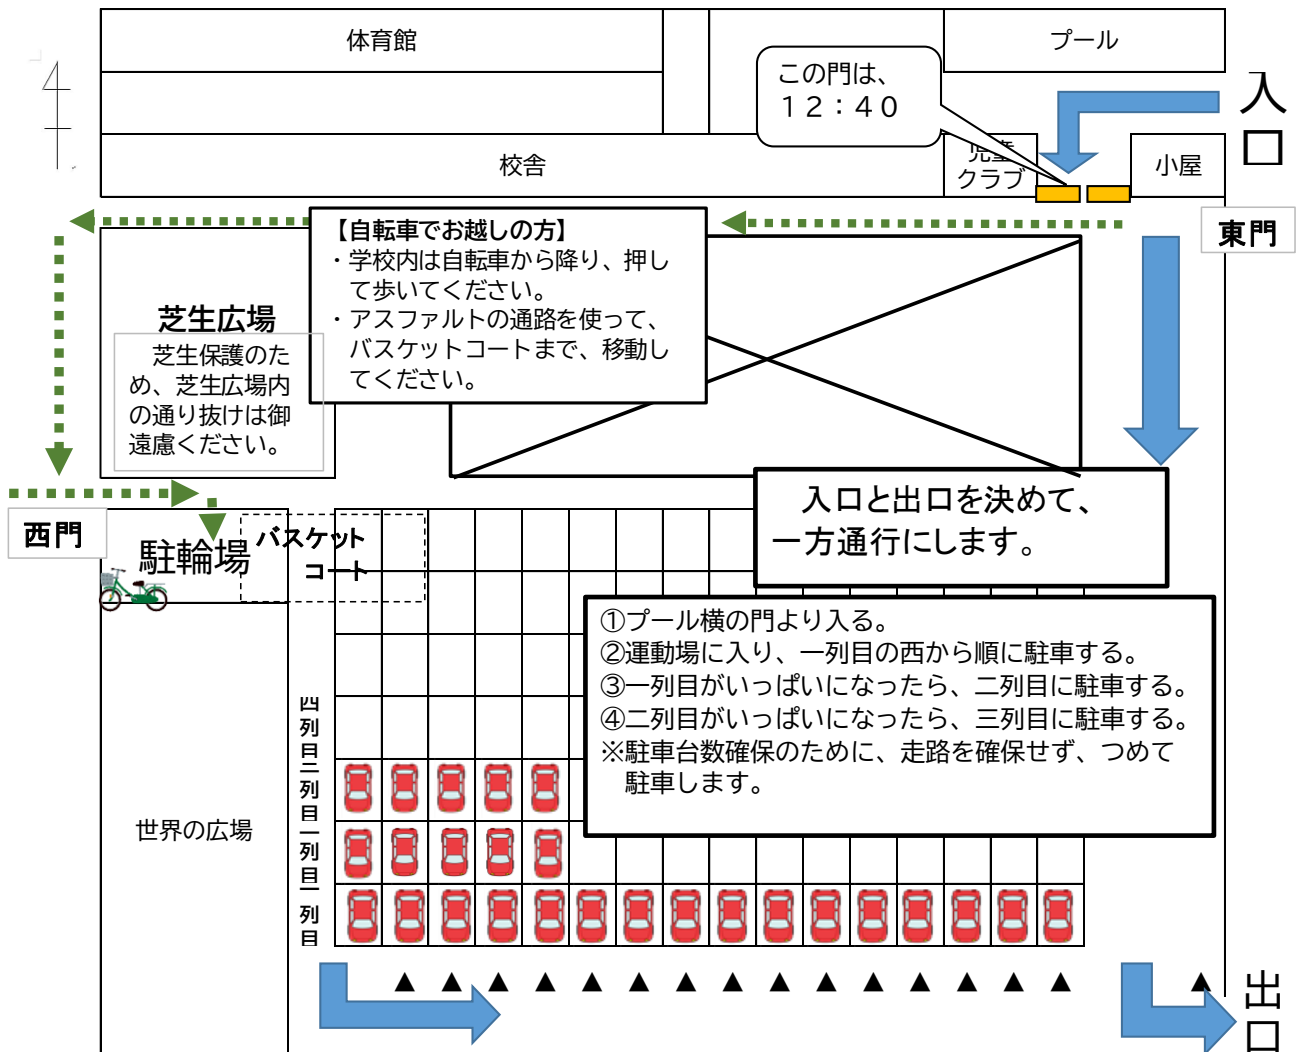 体育館
プール
この門は、
１２：４０
入
口
校舎
児童
クラブ
小屋
東門
【自転車でお越しの方】
・学校内は自転車から降り、押し
て歩いてください。
・アスファルトの通路を使って、
バスケットコートまで、移動し
てください。
芝生広場
芝生保護のた
め、芝生広場内
の通り抜けは御
遠慮ください。
入口と出口を決めて、
一方通行にします。
西門
駐輪場
バスケット
コート
①プール横の門より入る。
②運動場に入り、一列目の西から順に駐車する。
③一列目がいっぱいになったら、二列目に駐車する。
④二列目がいっぱいになったら、三列目に駐車する。
※駐車台数確保のために、走路を確保せず、つめて
駐車します。
四列目
三列目
二列目
一列目
世界の広場
出
口